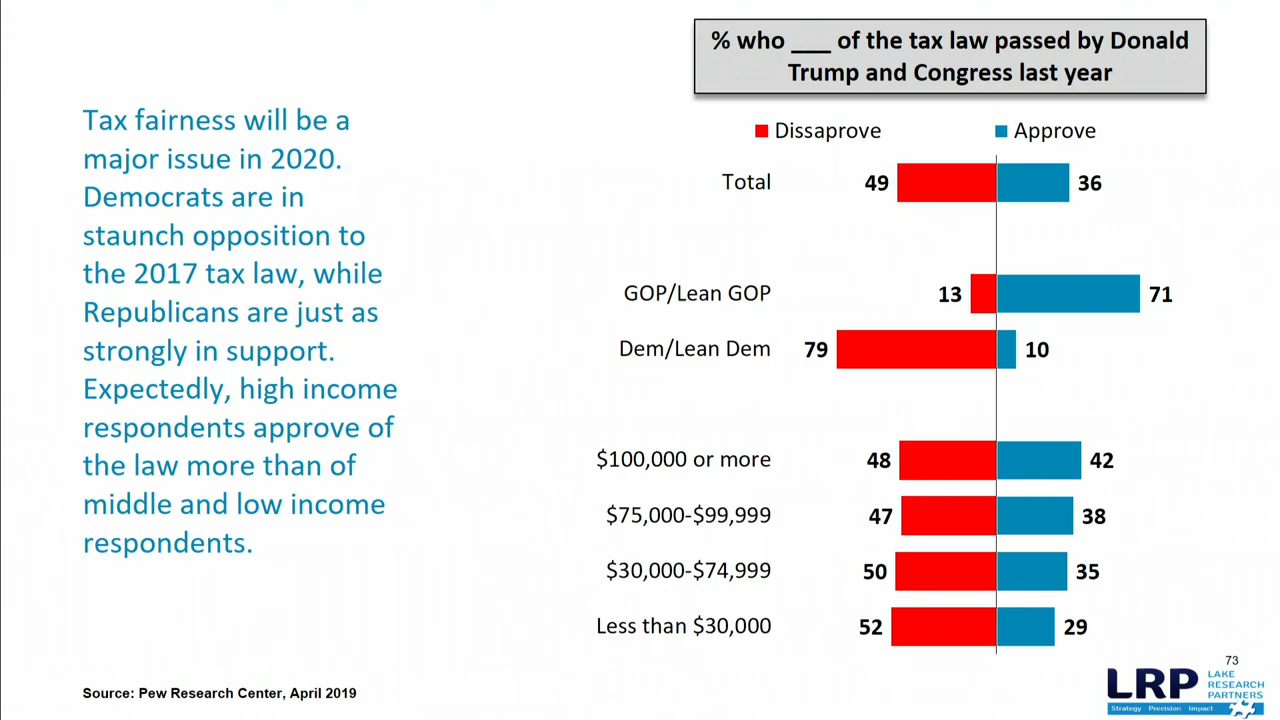 % who ___ of the tax law passed by Donald
Trump and Congress last year
Tax fairness will be a
major issue in 2020.
Democrats are in
staunch opposition to
the 2017 tax law, while
Republicans are just as
strongly in support.
Expectedly, high income
respondents approve of
the law more than of
middle and low income
respondents.
Dissaprove Approve
Total 49 36
GOP/Lean GOP 13 71
Dem/Lean Dem 79 10
$100,000 or more 48 42
$75,000-$99,999 47 38
$30,000-$74,999 50 35
Less than $30,000 52 29
Source: Pew Research Center, April 2019
73
LRP
LAKE
RESEARCH
PARTNERS
Strategy Precision Impact